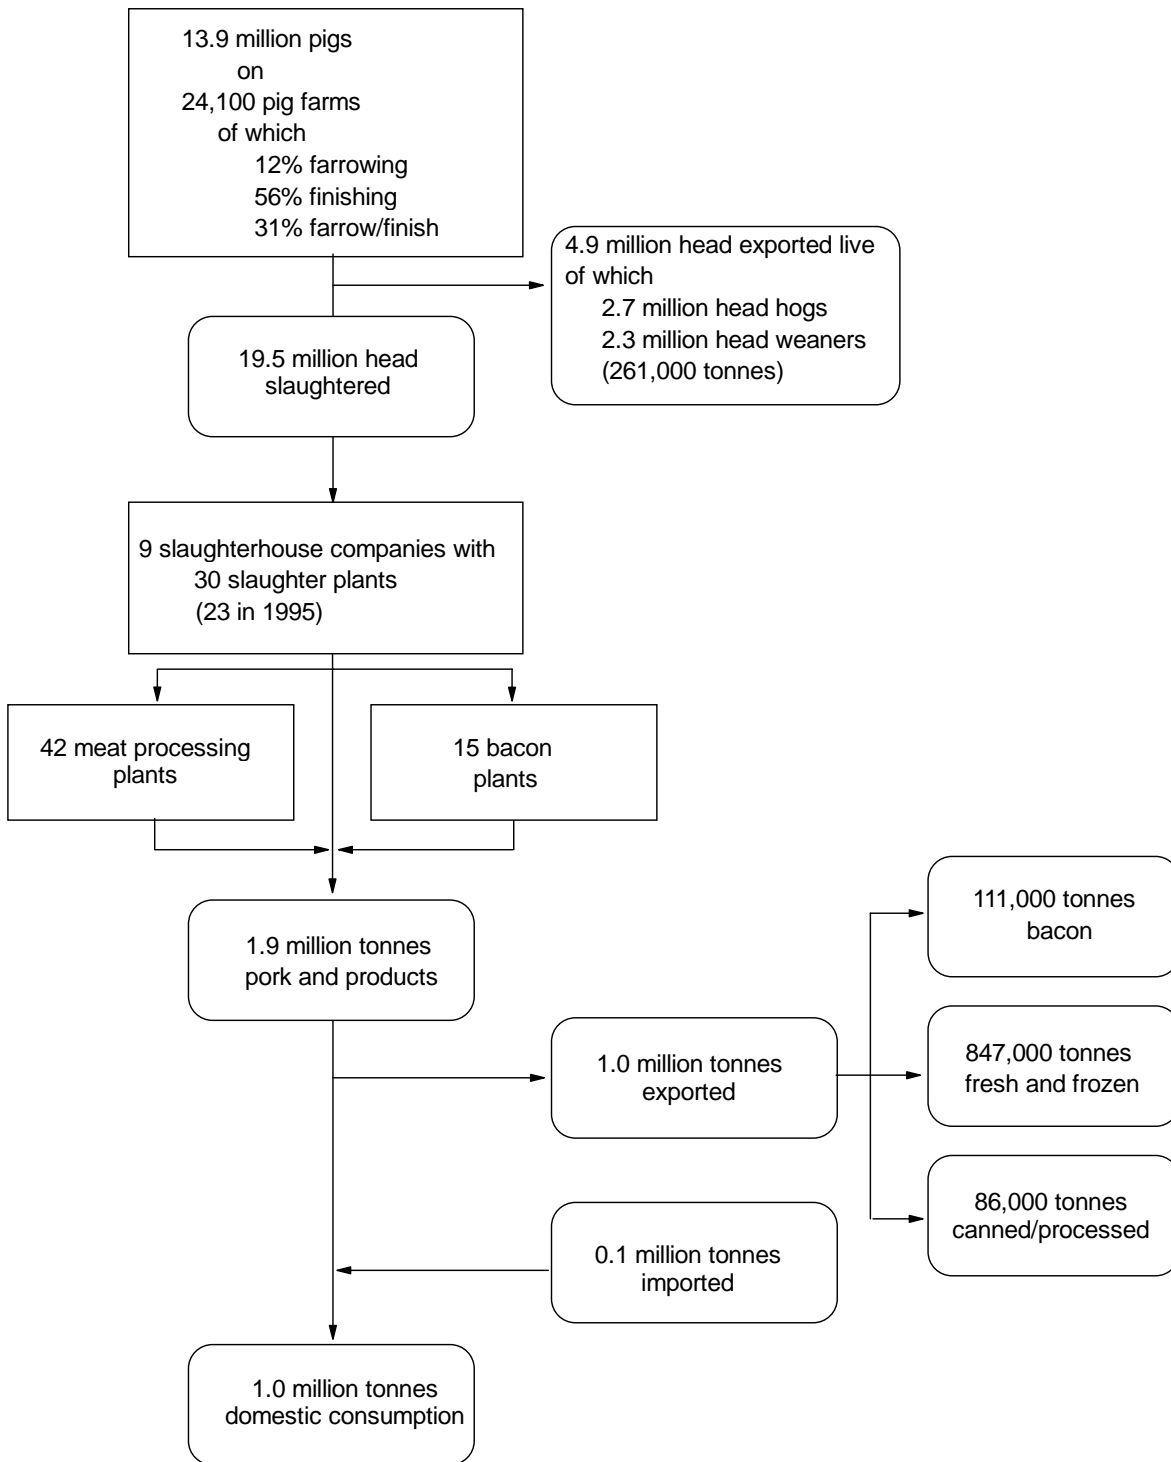 13.9 million pigs
on
24,100 pig farms
of which
12% farrowing
56% finishing
31% farrow/finish
4.9 million head exported live
of which
2.7 million head hogs
2.3 million head weaners
(261,000 tonnes)
19.5 million head
slaughtered
9 slaughterhouse companies with
30 slaughter plants
(23 in 1995)
42 meat processing
plants
15 bacon
plants
1.9 million tonnes
pork and products
111,000 tonnes
bacon
1.0 million tonnes
exported
847,000 tonnes
fresh and frozen
86,000 tonnes
canned/processed
0.1 million tonnes
imported
1.0 million tonnes
domestic consumption